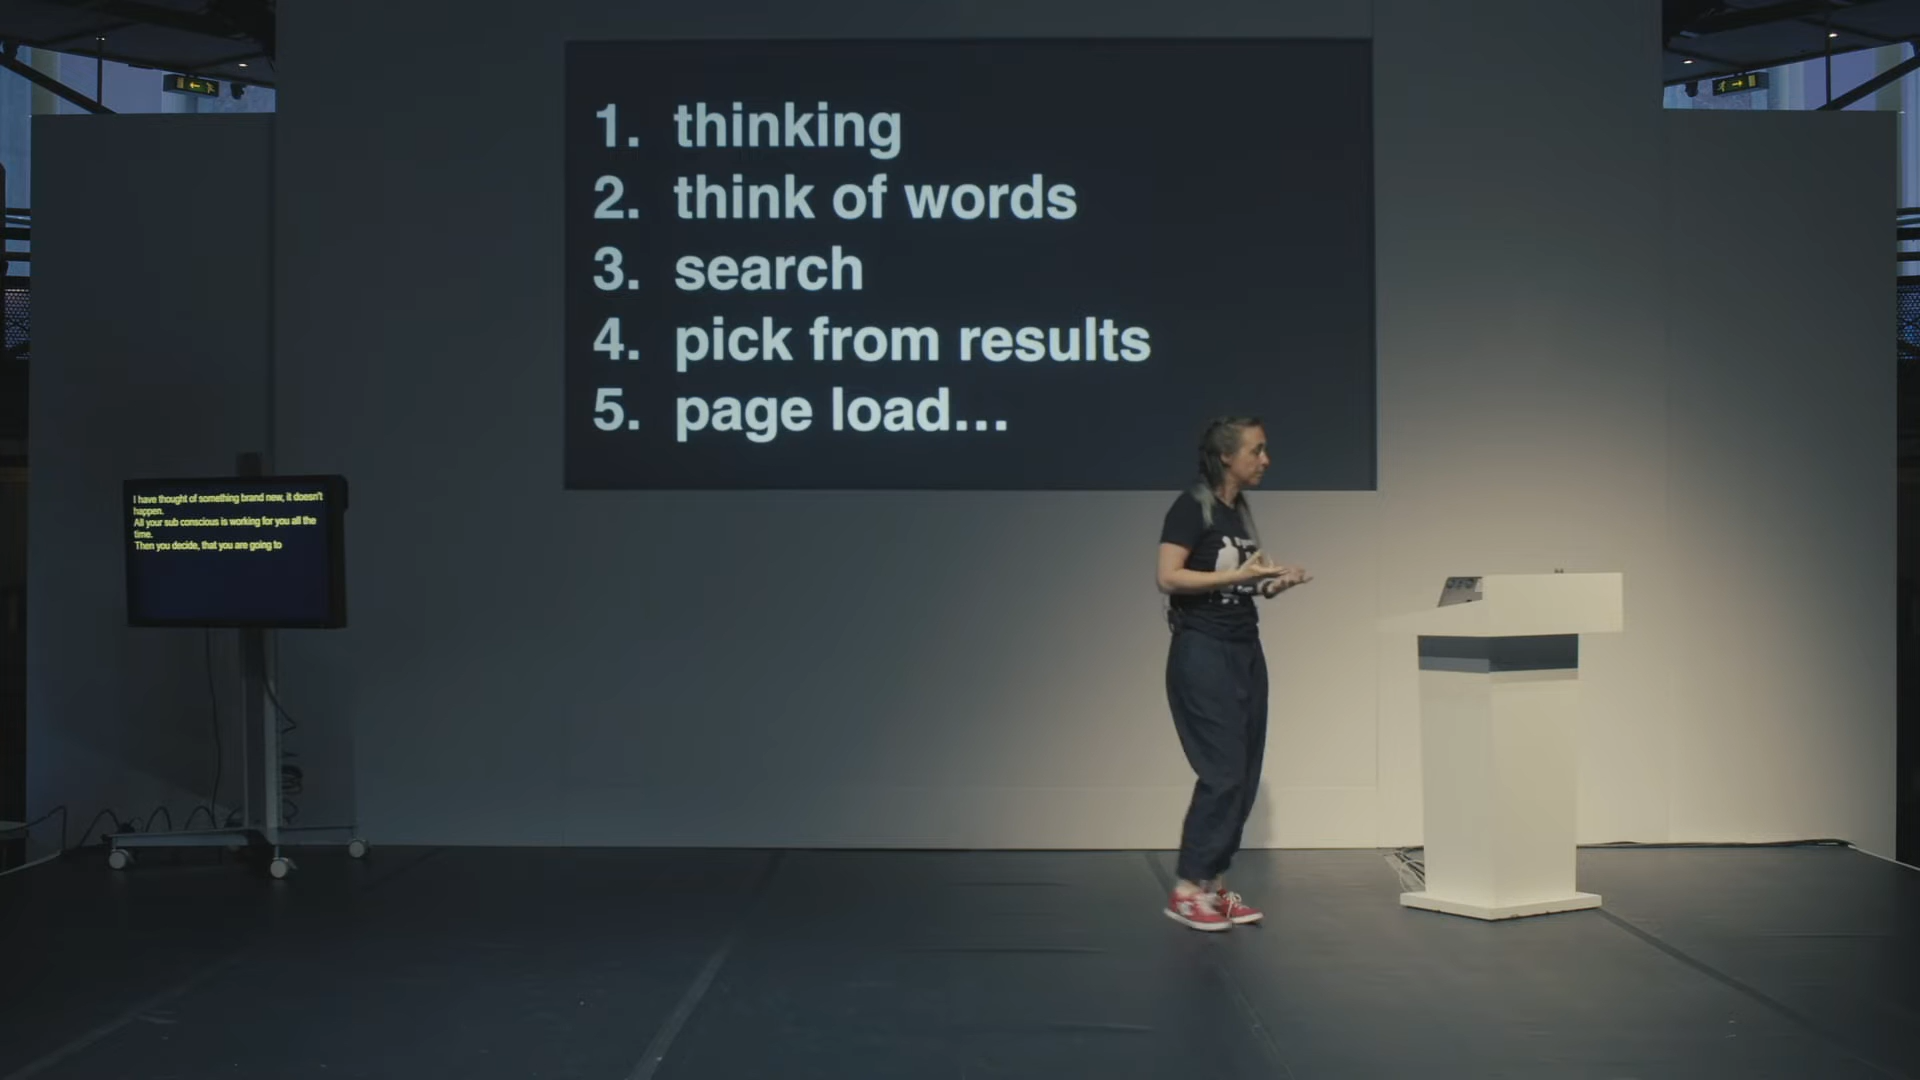 1. thinking
2. think of words
3. search
4. pick from results
5. page load...
I have thought of something brand new, it doesn't
happen.
All your sub conscious is working for you all the
time.
Then you decide, that you are going to